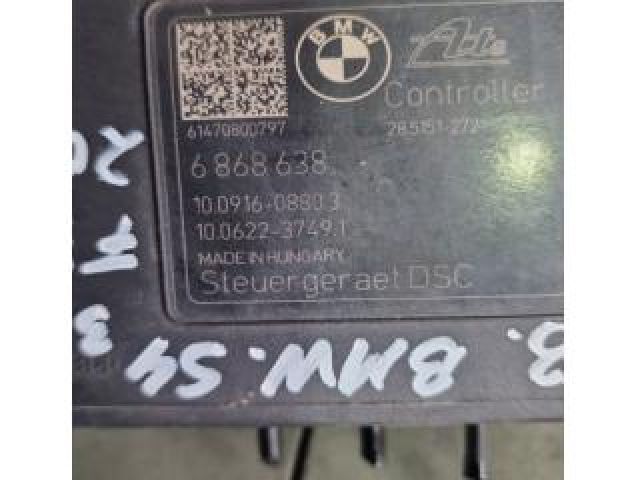 BMW
Ate
Controller
61470800797
28.5151-272
6 868 638
10.0916-0880.3
10.0622-3749.1
MADE IN HUNGARY
Steuergeraet DSC
BMW. S4